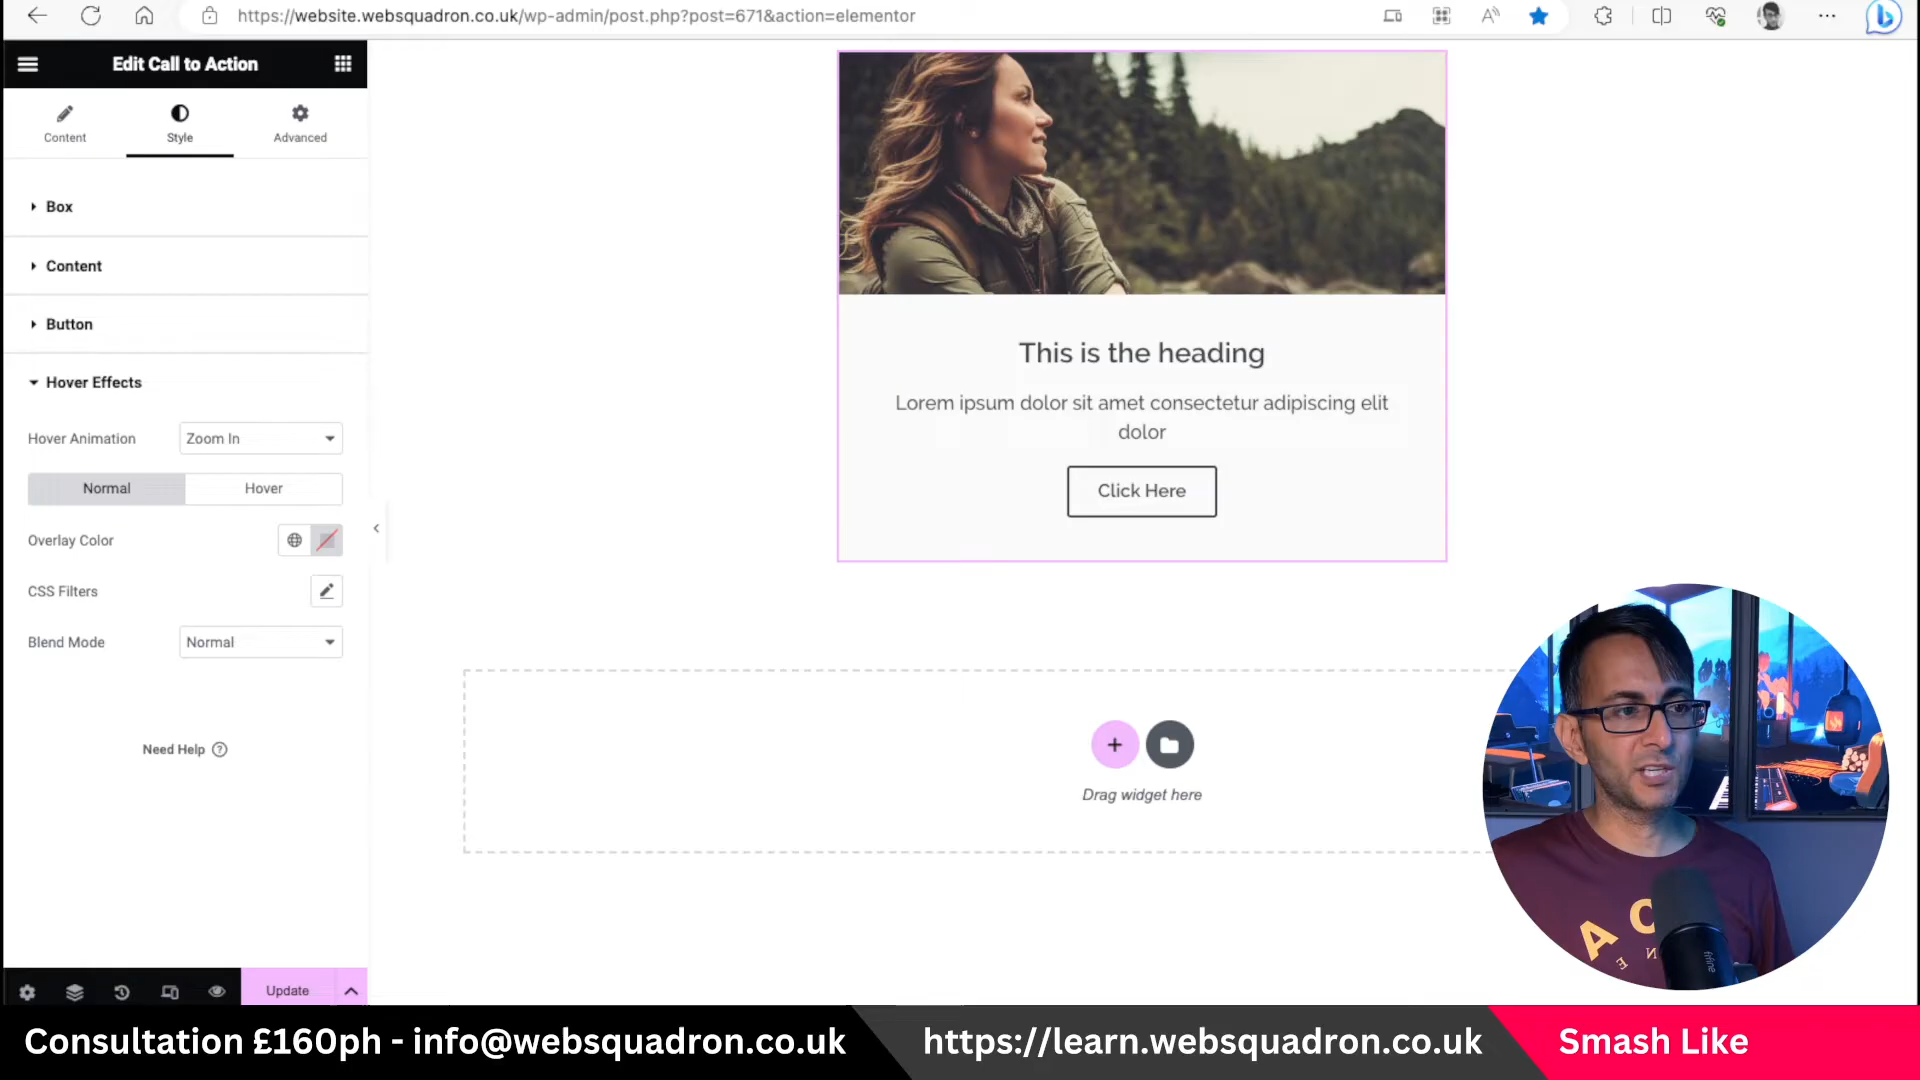 https://website.websquadron.co.uk/wp-admin/post.php?post=671&action=elementor
Edit Call to Action
Content
Style
Advanced
Box
Content
Button
Hover Effects
Hover Animation
Zoom In
Normal
Hover
Overlay Color
CSS Filters
Blend Mode
Normal
Need Help
Update
This is the heading
Lorem ipsum dolor sit amet consectetur adipiscing elit
dolor
Click Here
Drag widget here
Consultation £160ph - info@websquadron.co.uk
https://learn.websquadron.co.uk
Smash Like